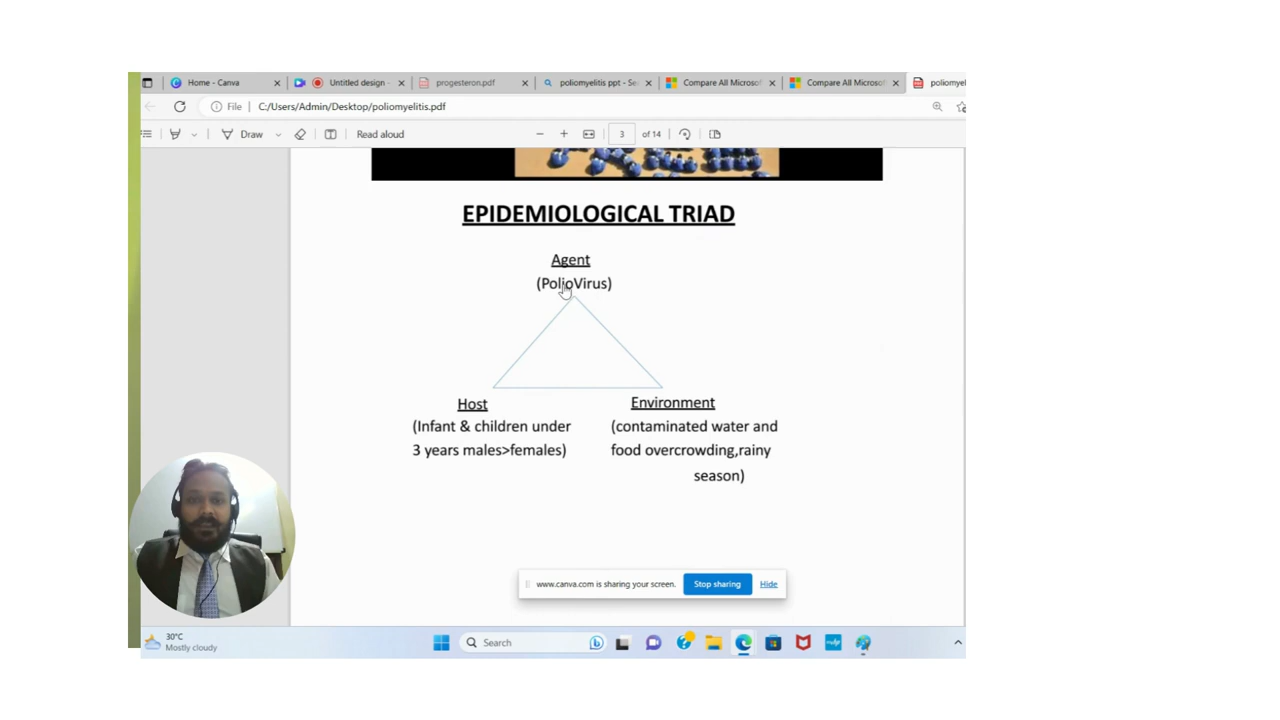 Home - Canva
Untitled design -
progesteron.pdf
poliomyelitis ppt - Se
Compare All Microsof
Compare All Microsof
poliomyel
File C:/Users/Admin/Desktop/poliomyelitis.pdf
Draw Read aloud 3 of 14
EPIDEMIOLOGICAL TRIAD
Agent
(PolioVirus)
Host
(Infant & children under
3 years males>females)
Environment
(contaminated water and
food overcrowding,rainy
season)
www.canva.com is sharing your screen. Stop sharing Hide
30°C
Mostly cloudy
Search